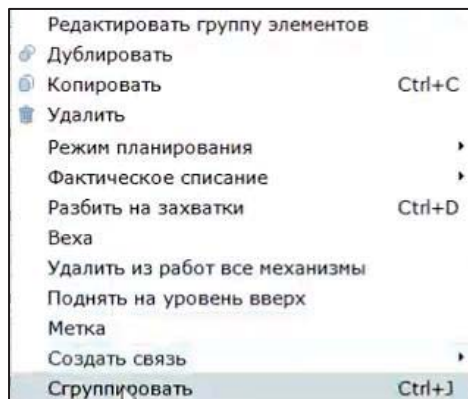 Редактировать группу элементов
Дублировать
Копировать Ctrl+C
Удалить
Режим планирования
Фактическое списание
Разбить на захватки Ctrl+D
Веха
Удалить из работ все механизмы
Поднять на уровень вверх
Метка
Создать связь
Сгруппировать Ctrl+J